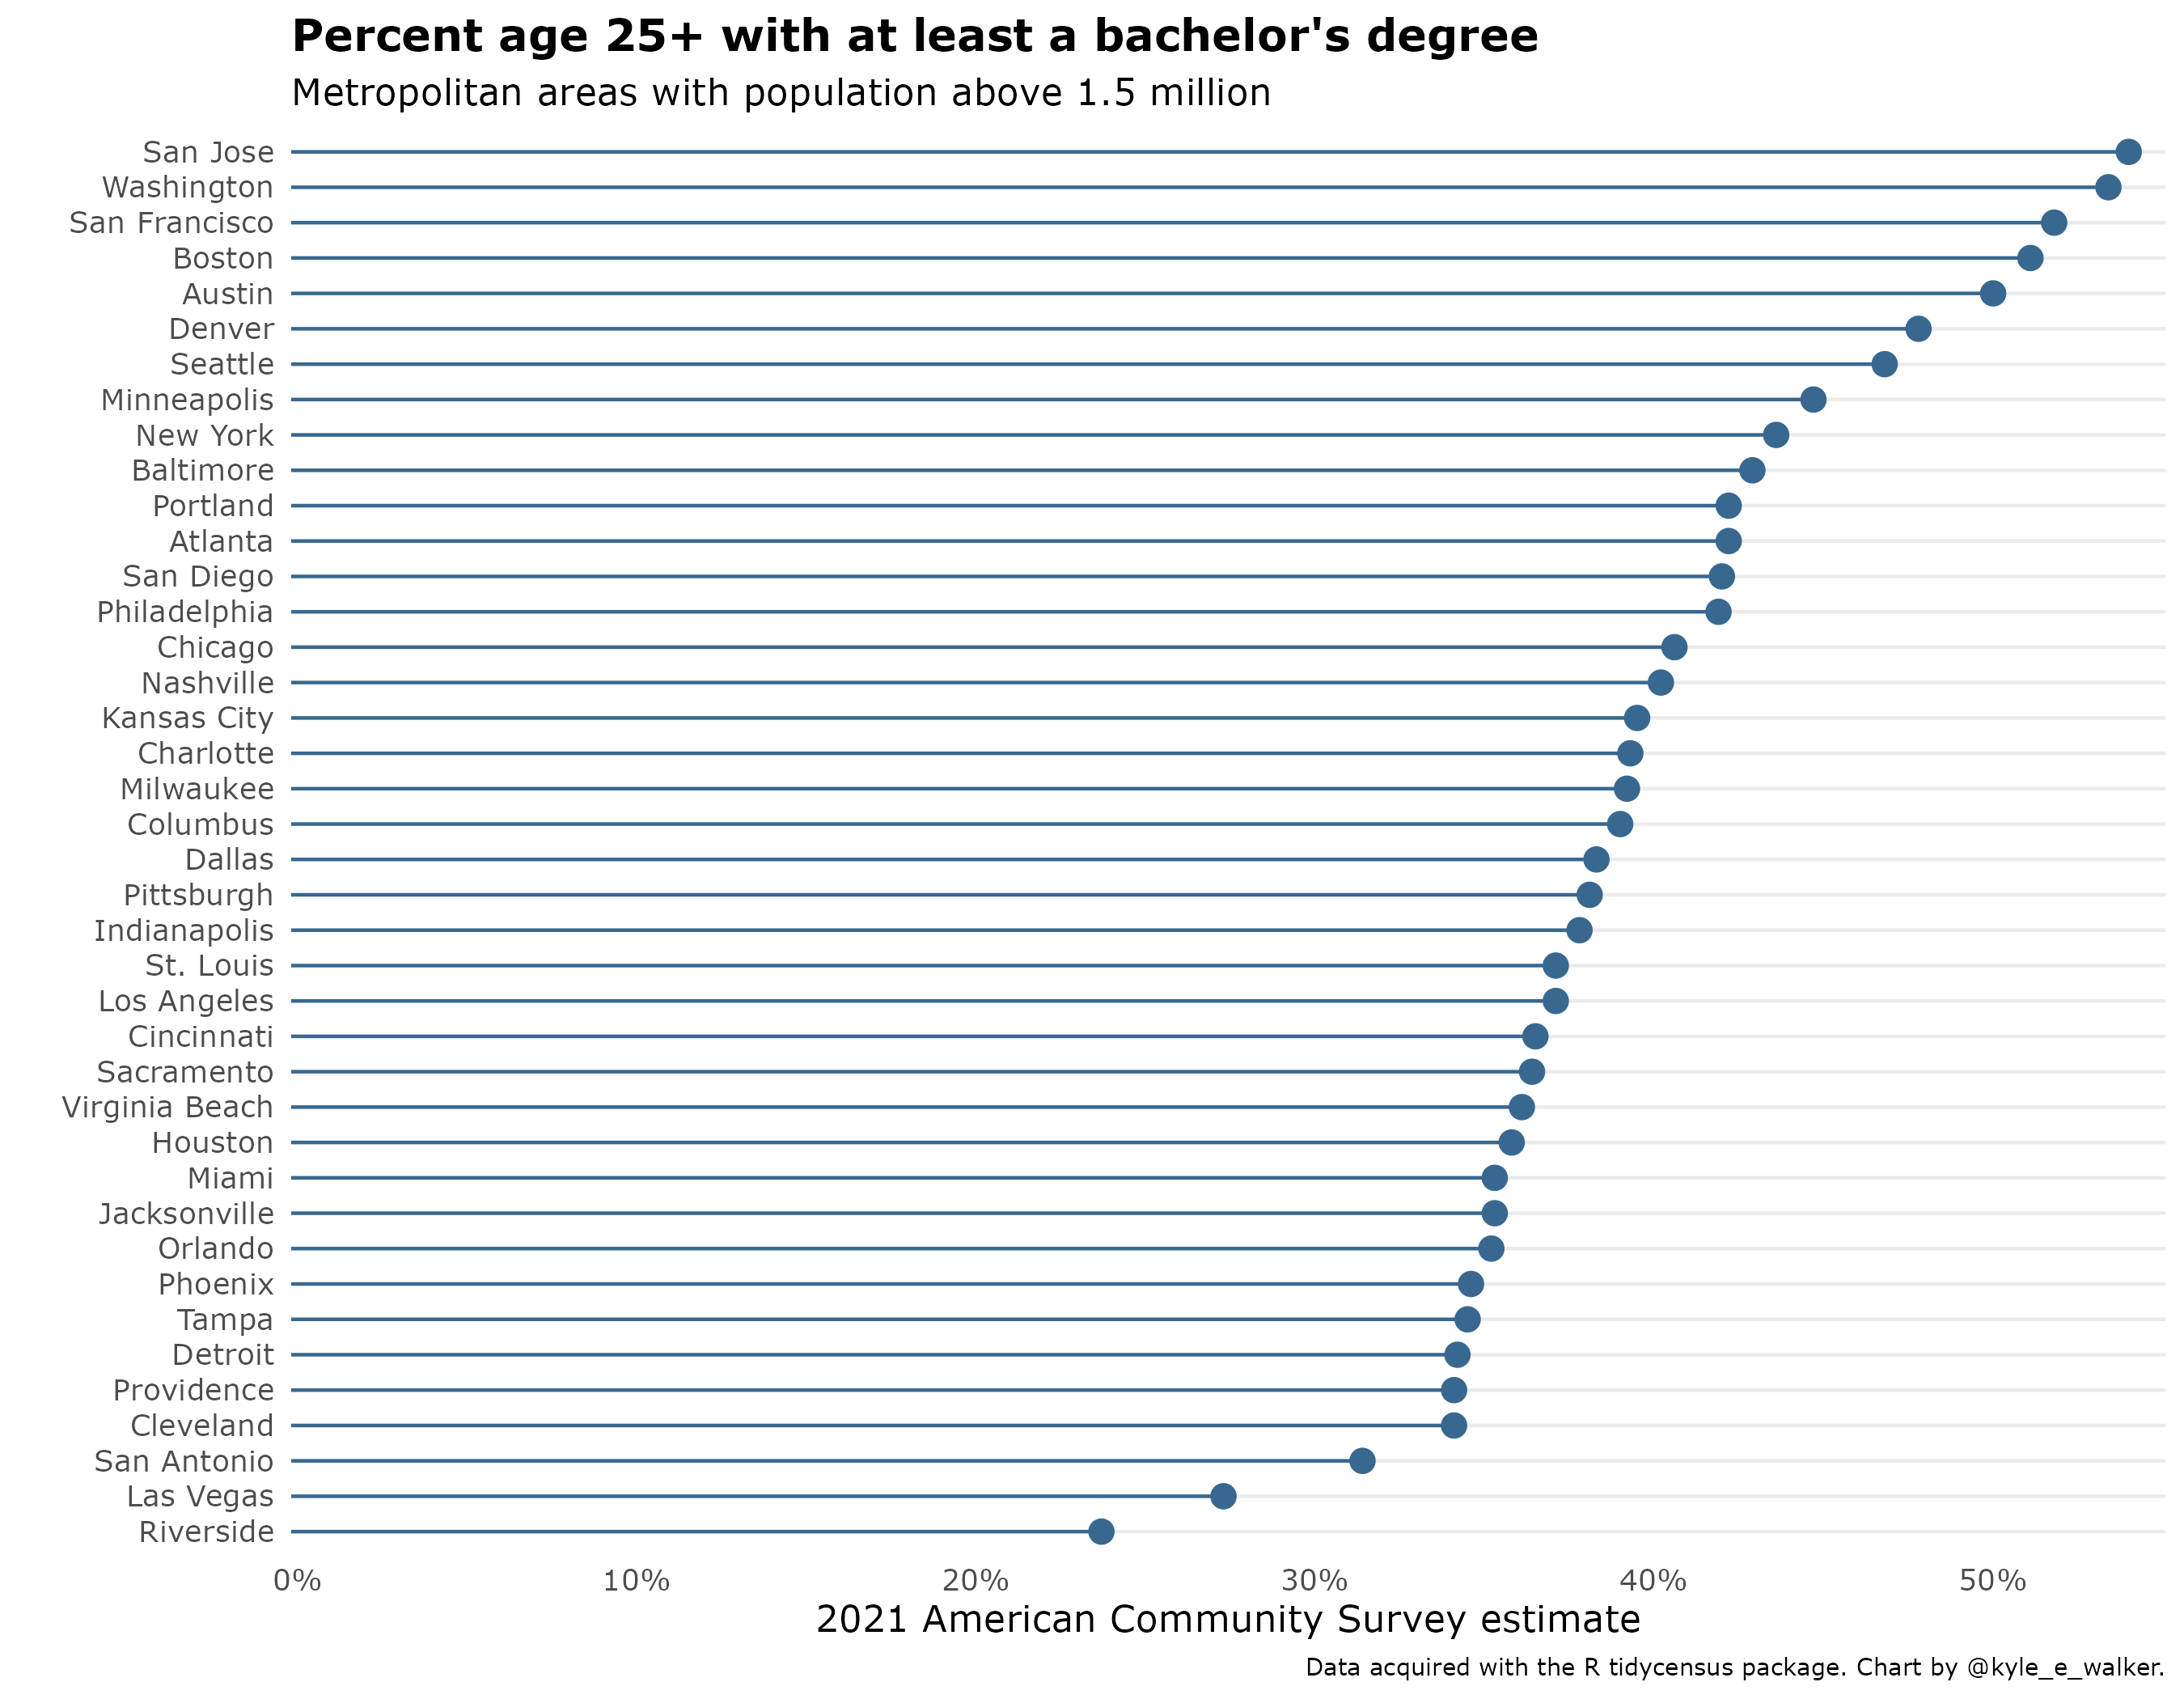 Percent age 25+ with at least a bachelor's degree
Metropolitan areas with population above 1.5 million
San Jose
Washington
San Francisco
Boston
Austin
Denver
Seattle
Minneapolis
New York
Baltimore
Portland
Atlanta
San Diego
Philadelphia
Chicago
Nashville
Kansas City
Charlotte
Milwaukee
Columbus
Dallas
Pittsburgh
Indianapolis
St. Louis
Los Angeles
Cincinnati
Sacramento
Virginia Beach
Houston
Miami
Jacksonville
Orlando
Phoenix
Tampa
Detroit
Providence
Cleveland
San Antonio
Las Vegas
Riverside
0% 10% 20% 30% 40% 50%
2021 American Community Survey estimate
Data acquired with the R tidycensus package. Chart by @kyle_e_walker.